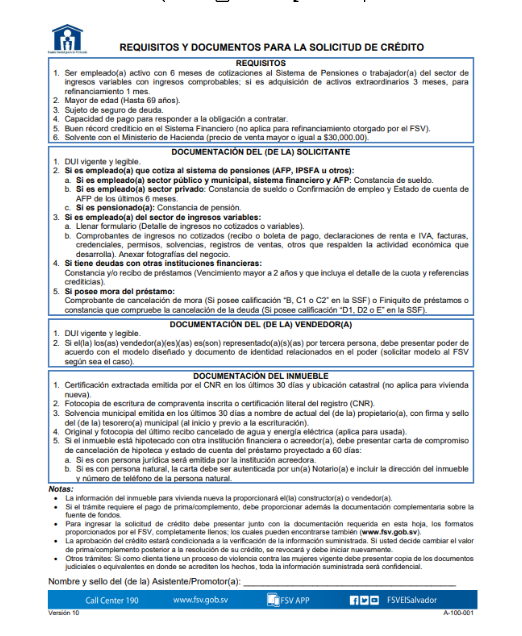 REQUISITOS Y DOCUMENTOS PARA LA SOLICITUD DE CRÉDITO
REQUISITOS
1. Ser empleado(a) activo con 6 meses de cotizaciones al Sistema de Pensiones o trabajador(a) del sector de
ingresos variables con ingresos comprobables; si es adquisición de activos extraordinarios 3 meses, para
refinanciamiento 1 mes.
2. Mayor de edad (Hasta 69 años).
3. Sujeto de seguro de deuda.
4. Capacidad de pago para responder a la obligación a contratar.
5. Buen récord crediticio en el Sistema Financiero (no aplica para refinanciamiento otorgado por el FSV).
6. Solvente con el Ministerio de Hacienda (precio de venta mayor o igual a $30,000.00).
DOCUMENTACIÓN DEL (DE LA) SOLICITANTE
1. DUI vigente y legible.
2. Si es empleado(a) que cotiza al sistema de pensiones (AFP, IPSFA u otros):
a. Si es empleado(a) sector público y municipal, sistema financiero y AFP: Constancia de sueldo.
b. Si es empleado(a) sector privado: Constancia de sueldo o Confirmación de empleo y Estado de cuenta de
AFP de los últimos 6 meses.
c. Si es pensionado(a): Constancia de pensión.
3. Si es empleado(a) del sector de ingresos variables:
a. Llenar formulario (Detalle de ingresos no cotizados o variables).
b. Comprobantes de ingresos no cotizados (recibo o boleta de pago, declaraciones de renta e IVA, facturas,
credenciales, permisos, solvencias, registros de ventas, otros que respalden la actividad económica que
desarrolla). Anexar fotografías del negocio.
4. Si tiene deudas con otras instituciones financieras:
Constancia y/o recibo de préstamos (Vencimiento mayor a 2 años y que incluya el detalle de la cuota y referencias
crediticias).
5. Si posee mora del préstamo:
Comprobante de cancelación de mora (Si posee calificación "B, C1 o C2" en la SSF) o Finiquito de préstamos o
constancia que compruebe la cancelación de la deuda (Si posee calificación "D1, D2 o E" en la SSF).
DOCUMENTACIÓN DEL (DE LA) VENDEDOR(A)
1. DUI vigente y legible.
2. Si el(la) los(as) vendedor(a)(es)(as) es(son) representado(a)(s)(as) por tercera persona, debe presentar poder de
acuerdo con el modelo diseñado y documento de identidad relacionados en el poder (solicitar modelo al FSV
según sea el caso).
DOCUMENTACIÓN DEL INMUEBLE
1. Certificación extractada emitida por el CNR en los últimos 30 días y ubicación catastral (no aplica para vivienda
nueva).
2. Fotocopia de escritura de compraventa inscrita o certificación literal del registro (CNR).
3. Solvencia municipal emitida en los últimos 30 días a nombre de actual del (de la) propietario(a), con firma y sello
del (de la) tesorero(a) municipal (al inicio y previo a la escrituración).
4. Original y fotocopia del último recibo cancelado de agua y energía eléctrica (aplica para usada).
5. Si el inmueble está hipotecado con otra institución financiera o acreedor(a), debe presentar carta de compromiso
de cancelación de hipoteca y estado de cuenta del préstamo proyectado a 60 días:
a. Si es con persona jurídica será emitida por la institución acreedora.
b. Si es con persona natural, la carta debe ser autenticada por un(a) Notario(a) e incluir la dirección del inmueble
y número de teléfono de la persona natural.
Notas:
• La información del inmueble para vivienda nueva la proporcionará el(la) constructor(a) o vendedor(a).
• Si el trámite requiere el pago de prima/complemento, debe proporcionar además la documentación complementaria sobre la
fuente de fondos.
• Para ingresar la solicitud de crédito debe presentar junto con la documentación requerida en esta hoja, los formatos
proporcionados por el FSV, completamente llenos; los cuales pueden encontrarse también (www.fsv.gob.sv).
• La aprobación del crédito estará condicionada a la verificación de la información suministrada. Si usted decide cambiar el valor
de prima/complemento posterior a la resolución de su crédito, se revocará y debe iniciar nuevamente.
• Otros trámites: Si como clienta tiene un proceso de violencia contra las mujeres vigente debe presentar copia de los documentos
judiciales o equivalentes en donde se acrediten los hechos, toda la información suministrada será confidencial.
Nombre y sello del (de la) Asistente/Promotor(a):
Call Center 190 www.fsv.gob.sv FSV APP FSVElSalvador
Versión 10 A-100-001